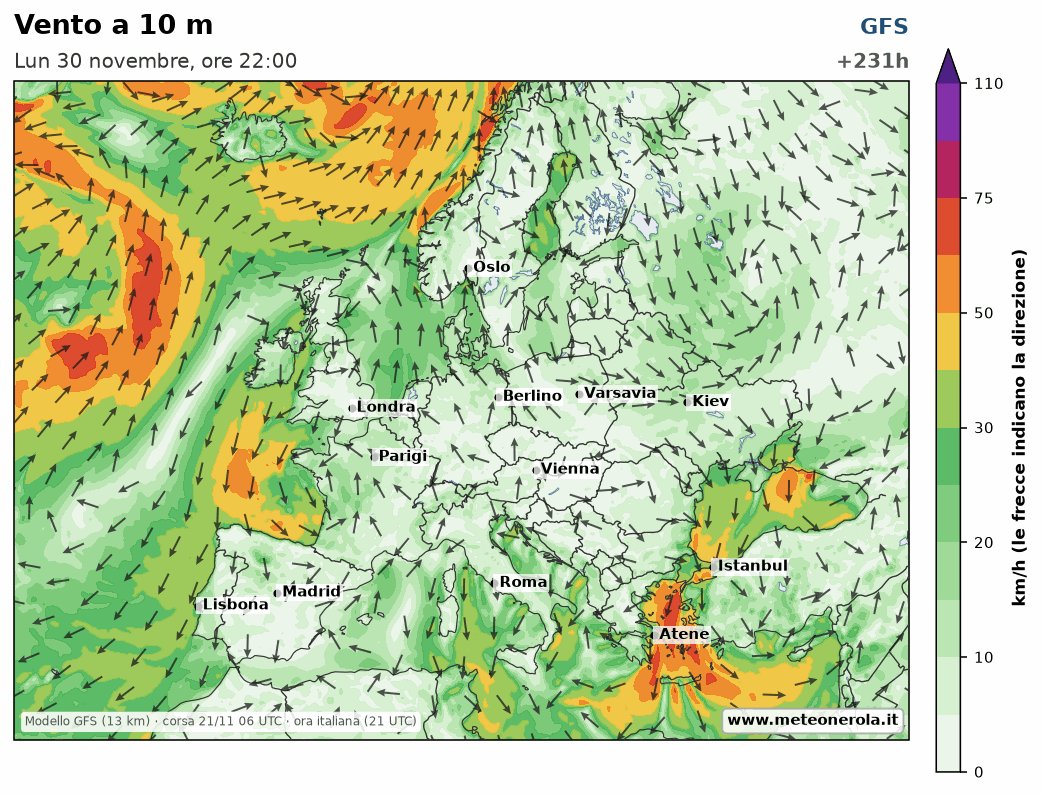 Vento a 10 m
GFS
Lun 30 novembre, ore 22:00
+231h
110
75
50
30
20
10
0
km/h (le frecce indicano la direzione)
Oslo
Berlino
Varsavia
Kiev
Londra
Parigi
Vienna
Istanbul
Roma
Madrid
Lisbona
Atene
Modello GFS (13 km) · corsa 21/11 06 UTC · ora italiana (21 UTC)
www.meteonerola.it